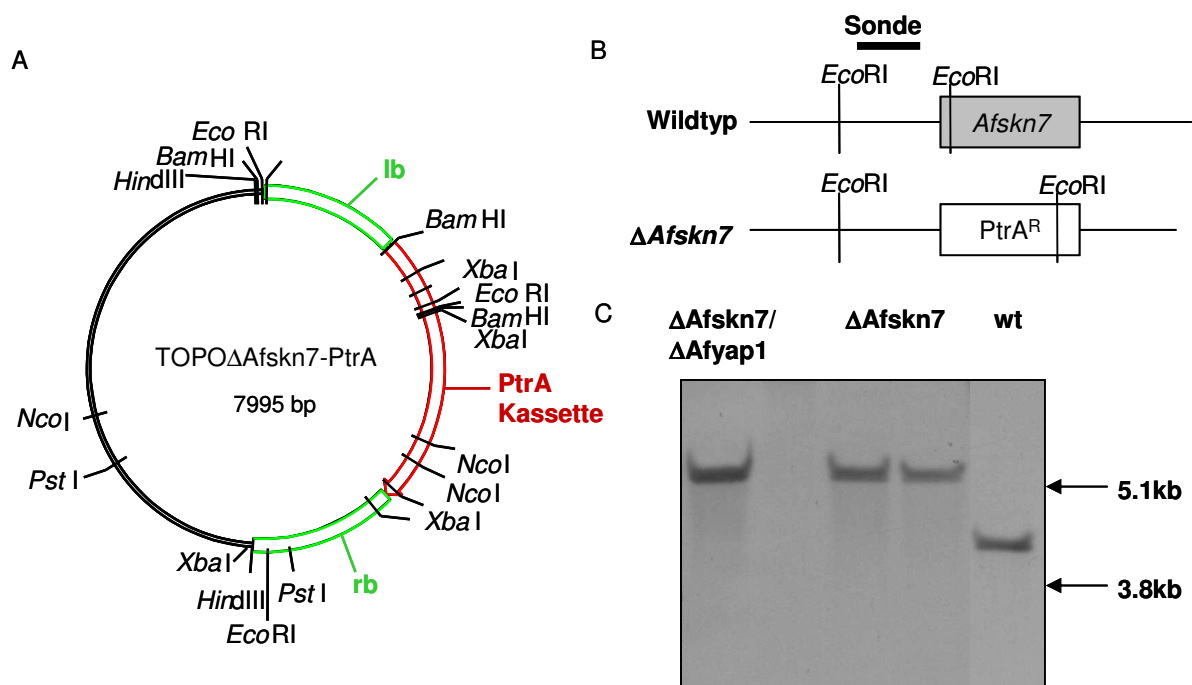 A
Eco RI
BamHI
HindIII
lb
BamHI
XbaI
Eco RI
BamHI
XbaI
TOPOΔAfskn7-PtrA
7995 bp
PtrA
Kassette
NcoI
PstI
NcoI
NcoI
XbaI
XbaI
HindIII
PstI
EcoRI
rb
B
Sonde
EcoRI
EcoRI
Wildtyp
Afskn7
EcoRI
EcoRI
ΔAfskn7
PtrAᴿ
C
ΔAfskn7/
ΔAfyap1
ΔAfskn7
wt
5.1kb
3.8kb